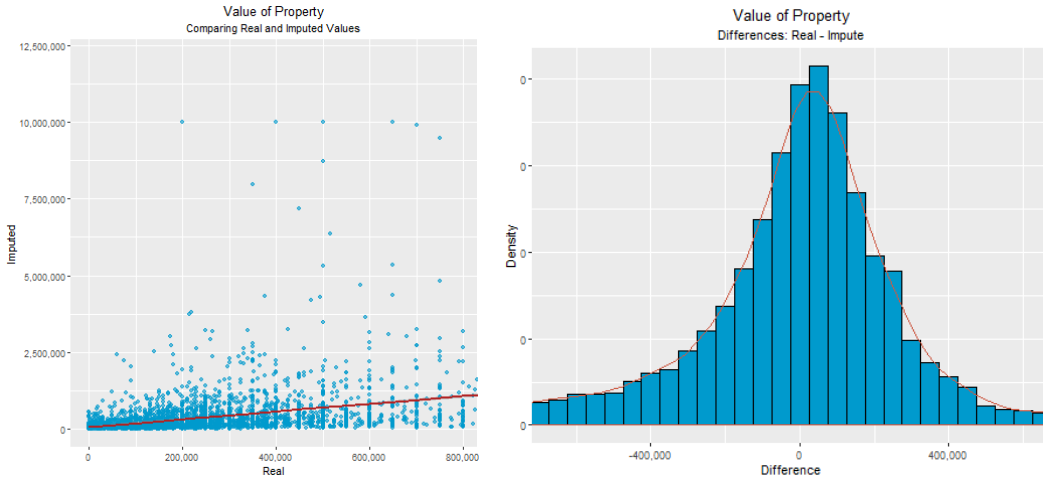 Value of Property
Comparing Real and Imputed Values
12,500,000
10,000,000
7,500,000
5,000,000
2,500,000
0
Imputed
0 200,000 400,000 600,000 800,000
Real
Value of Property
Differences: Real - Impute
0
0
0
0
0
Density
-400,000 0 400,000
Difference